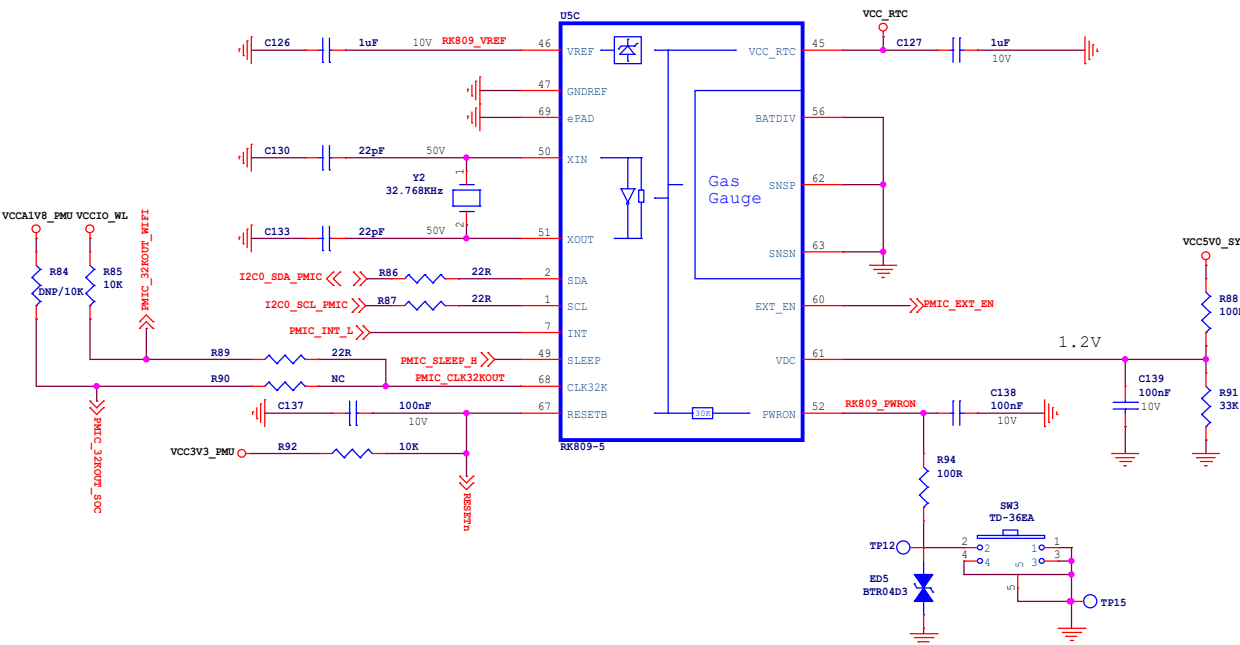 U5C
VCC_RTC
C126
1uF
10V
RK809_VREF
46
VREF
VCC_RTC
45
C127
1uF
10V
47
GNDREF
69
ePAD
BATDIV
56
C130
22pF
50V
50
XIN
1
Y2
32.768KHz
2
Gas
Gauge
SNSP
62
C133
22pF
50V
51
XOUT
SNSN
63
VCCA1V8_PMU
VCCIO_WL
PMIC_32KOUT_WIFI
VCC5V0_SY
R84
DNP/10K
R85
10K
I2C0_SDA_PMIC
R86
22R
2
SDA
I2C0_SCL_PMIC
R87
22R
1
SCL
EXT_EN
60
PMIC_EXT_EN
R88
PMIC_INT_L
7
INT
1.2V
R89
22R
PMIC_SLEEP_H
49
SLEEP
VDC
61
R90
NC
PMIC_CLK32KOUT
68
CLK32K
C139
100nF
10V
R91
33K
C137
100nF
10V
67
RESETB
30K
PWRON
52
RK809_PWRON
C138
100nF
10V
PMIC_32KOUT_SOC
VCC3V3_PMU
R92
10K
RK809-5
RESETn
R94
100R
SW3
TD-36EA
TP12
2
2
1
1
4
4
3
3
5
5
ED5
BTR04D3
TP15